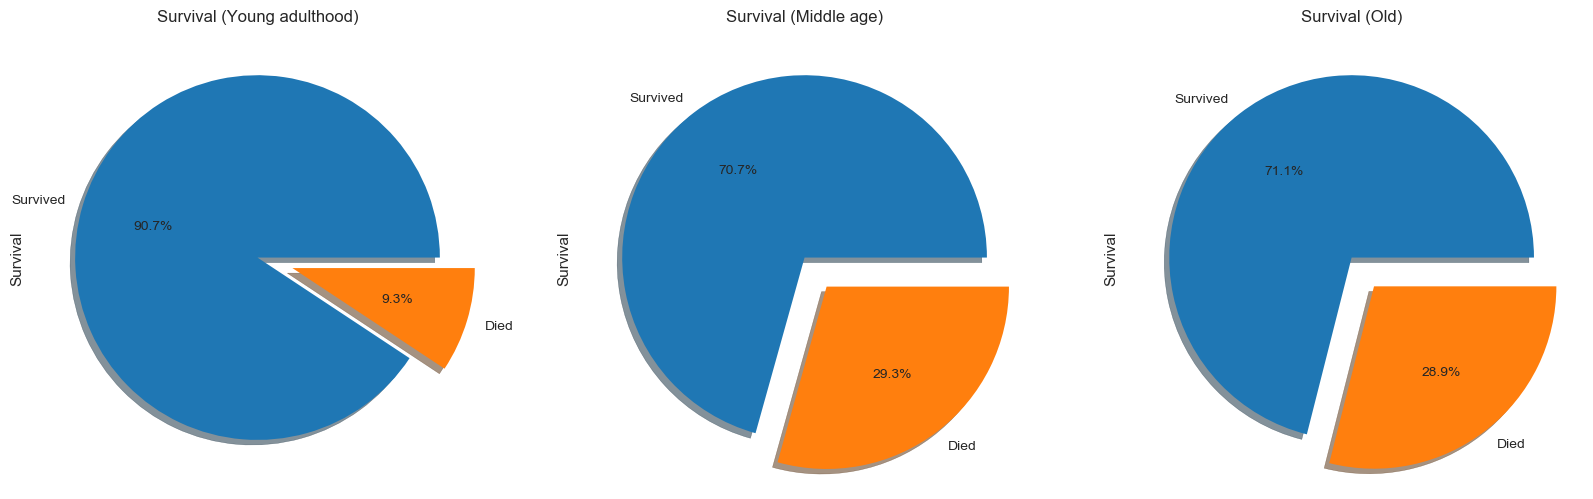 Survival (Young adulthood)
Survived
90.7%
Survival
9.3%
Died
Survival (Middle age)
Survived
70.7%
Survival
29.3%
Died
Survival (Old)
Survived
71.1%
Survival
28.9%
Died